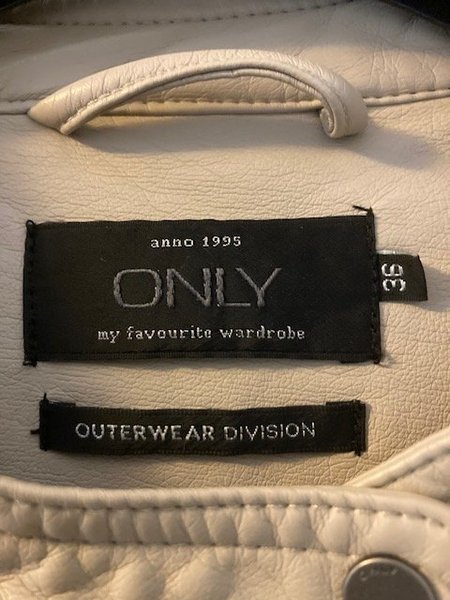 anno 1995
ONLY
my favourite wardrobe
36
OUTERWEAR DIVISION